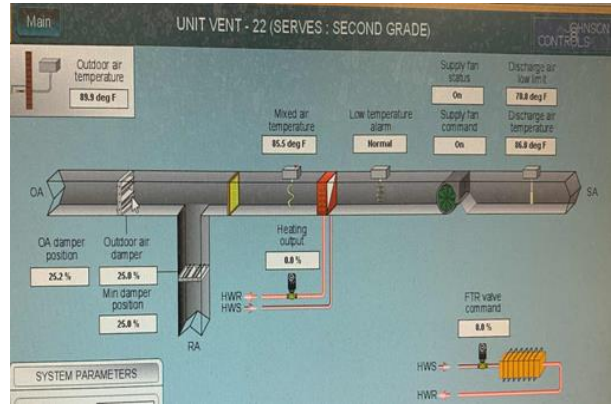 Main
UNIT VENT - 22 (SERVES : SECOND GRADE)
JOHNSON
CONTROLS
Outdoor air
temperature
89.9 deg F
Supply fan
status
On
Discharge air
low limit
70.0 deg F
Mixed air
temperature
85.5 deg F
Low temperature
alarm
Normal
Supply fan
command
On
Discharge air
temperature
86.0 deg F
OA
SA
OA damper
position
25.2 %
Outdoor air
damper
25.0 %
Min damper
position
25.0 %
RA
Heating
output
0.0 %
HWR
HWS
FTR valve
command
0.0 %
HWS
HWR
SYSTEM PARAMETERS